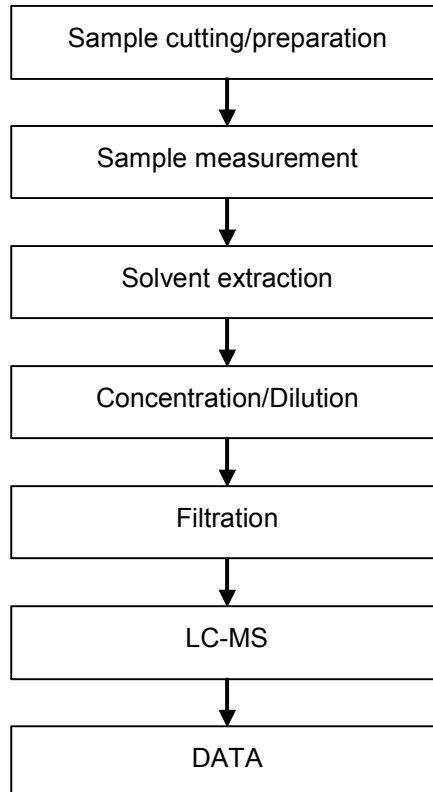 Sample cutting/preparation
Sample measurement
Solvent extraction
Concentration/Dilution
Filtration
LC-MS
DATA